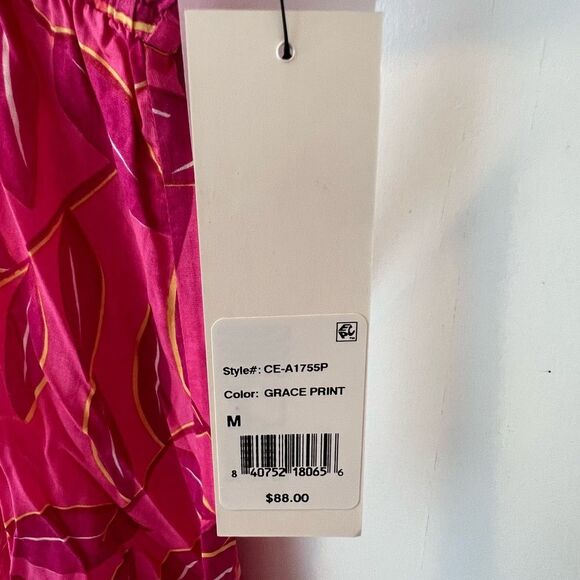 Style#: CE-A1755P
Color: GRACE PRINT
M
8 40752 18065 6
$88.00